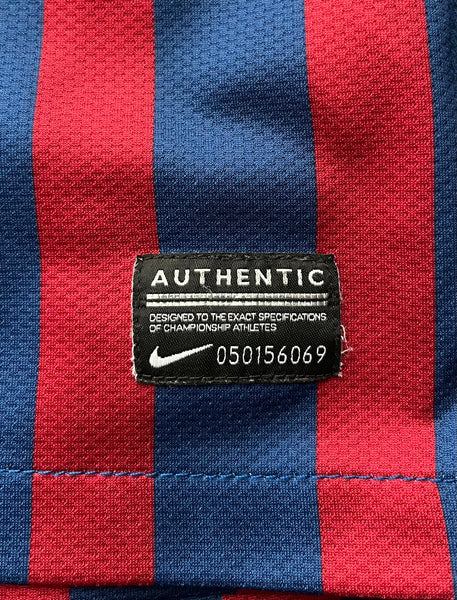 AUTHENTIC
DESIGNED TO THE EXACT SPECIFICATIONS
OF CHAMPIONSHIP ATHLETES
050156069